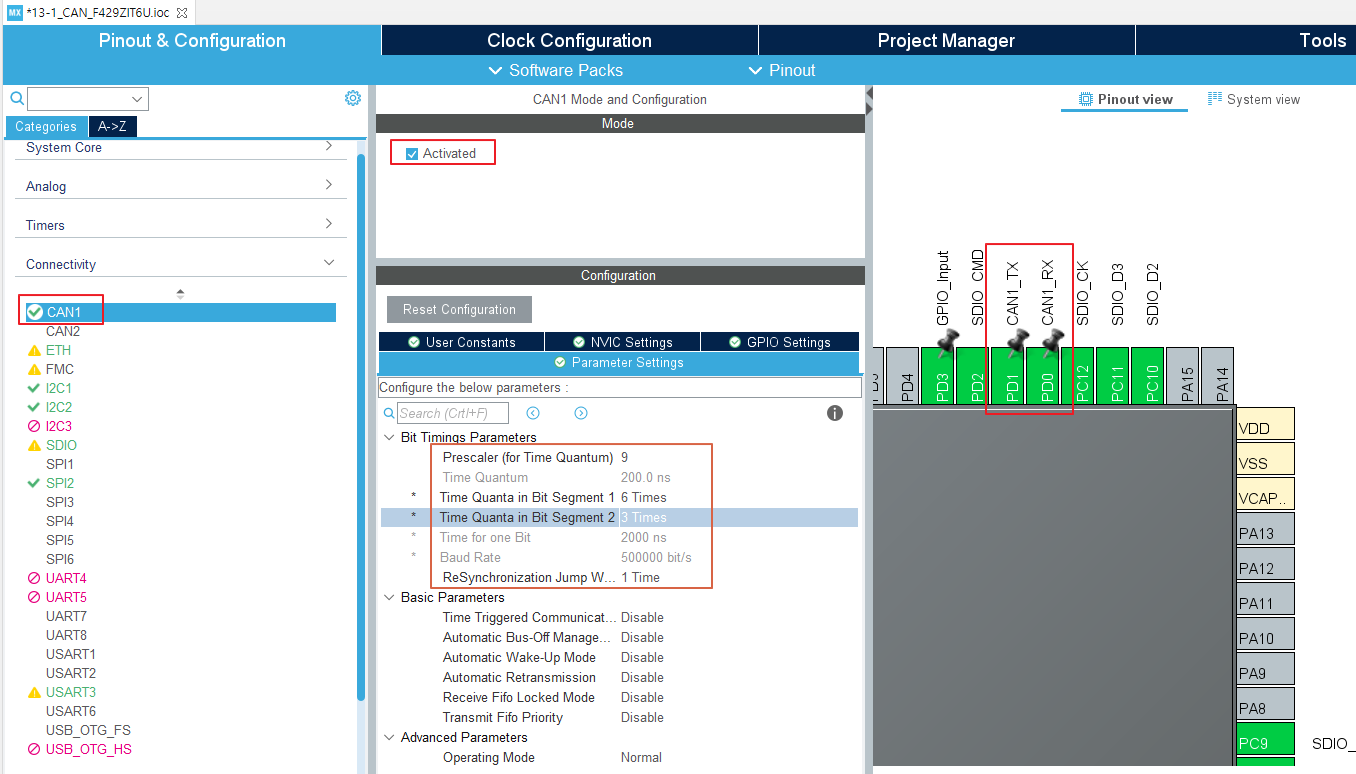 MX *13-1_CAN_F429ZIT6U.ioc
Pinout & Configuration
Clock Configuration
Project Manager
Tools
Software Packs
Pinout
Categories
A->Z
System Core
Analog
Timers
Connectivity
CAN1
CAN2
ETH
FMC
I2C1
I2C2
I2C3
SDIO
SPI1
SPI2
SPI3
SPI4
SPI5
SPI6
UART4
UART5
UART7
UART8
USART1
USART2
USART3
USART6
USB_OTG_FS
USB_OTG_HS
CAN1 Mode and Configuration
Mode
Activated
Configuration
Reset Configuration
User Constants
NVIC Settings
GPIO Settings
Parameter Settings
Configure the below parameters :
Search (Crtl+F)
Bit Timings Parameters
Prescaler (for Time Quantum) 9
Time Quantum 200.0 ns
* Time Quanta in Bit Segment 1 6 Times
* Time Quanta in Bit Segment 2 3 Times
* Time for one Bit 2000 ns
* Baud Rate 500000 bit/s
ReSynchronization Jump W... 1 Time
Basic Parameters
Time Triggered Communicat... Disable
Automatic Bus-Off Manage... Disable
Automatic Wake-Up Mode Disable
Automatic Retransmission Disable
Receive Fifo Locked Mode Disable
Transmit Fifo Priority Disable
Advanced Parameters
Operating Mode Normal
Pinout view
System view
GPIO_Input
SDIO_CMD
CAN1_TX
CAN1_RX
SDIO_CK
SDIO_D3
SDIO_D2
PD4
PD3
PD2
PD1
PD0
PC12
PC11
PC10
PA15
PA14
VDD
VSS
VCAP..
PA13
PA12
PA11
PA10
PA9
PA8
PC9
SDIO_